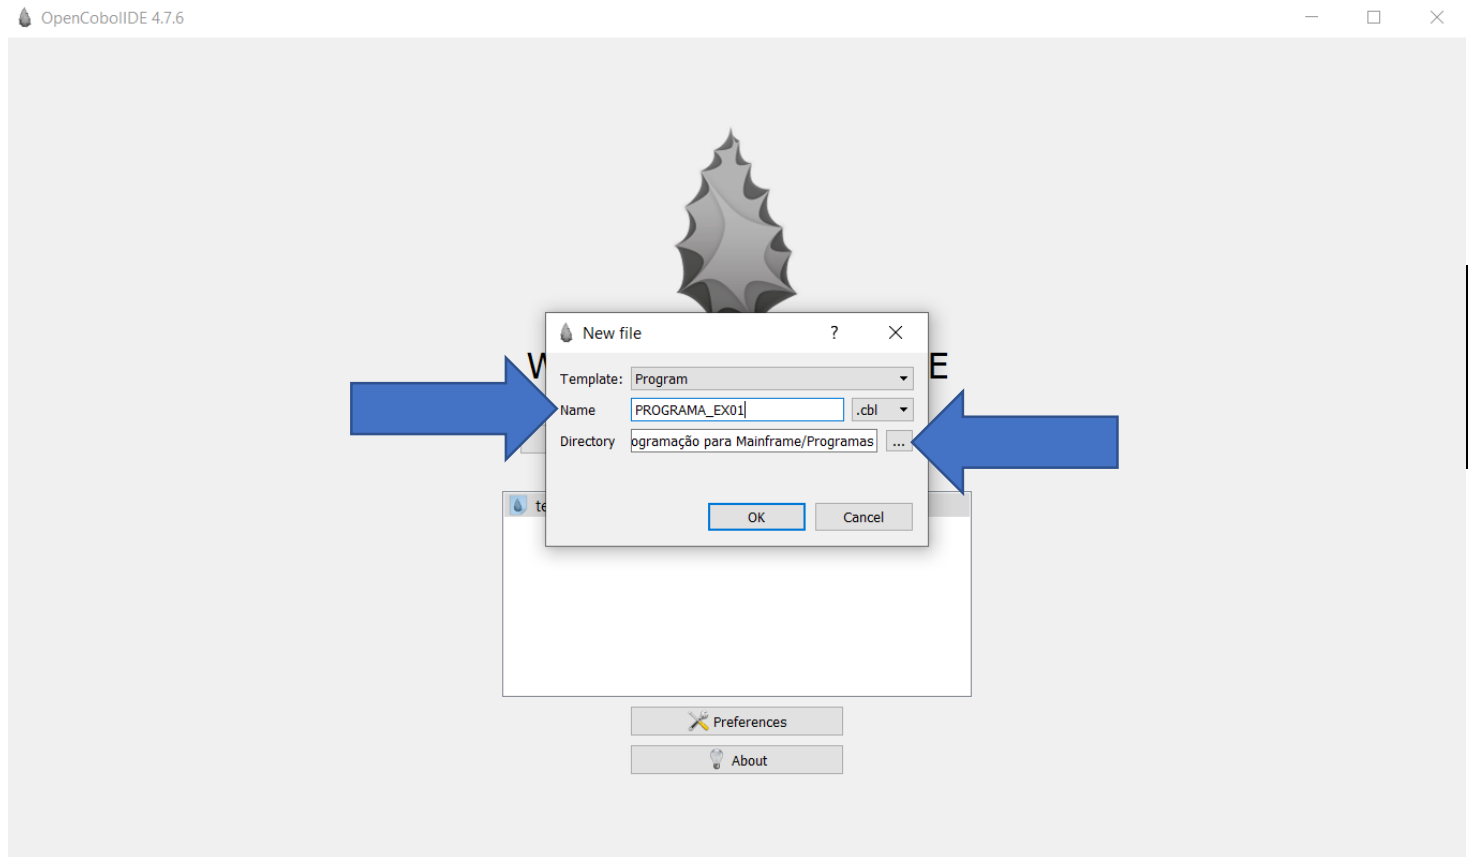 OpenCobolIDE 4.7.6
New file
?
W
E
Template: Program
Name PROGRAMA_EX01 .cbl
Directory ogramação para Mainframe/Programas ...
te
OK Cancel
Preferences
About